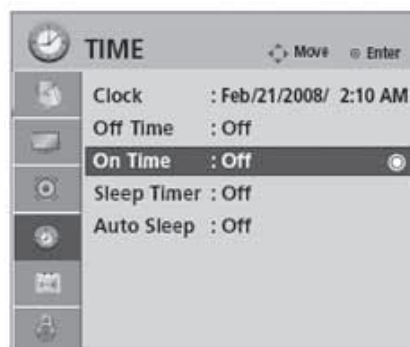 TIME Move Enter
Clock : Feb/21/2008/ 2:10 AM
Off Time : Off
On Time : Off
Sleep Timer : Off
Auto Sleep : Off